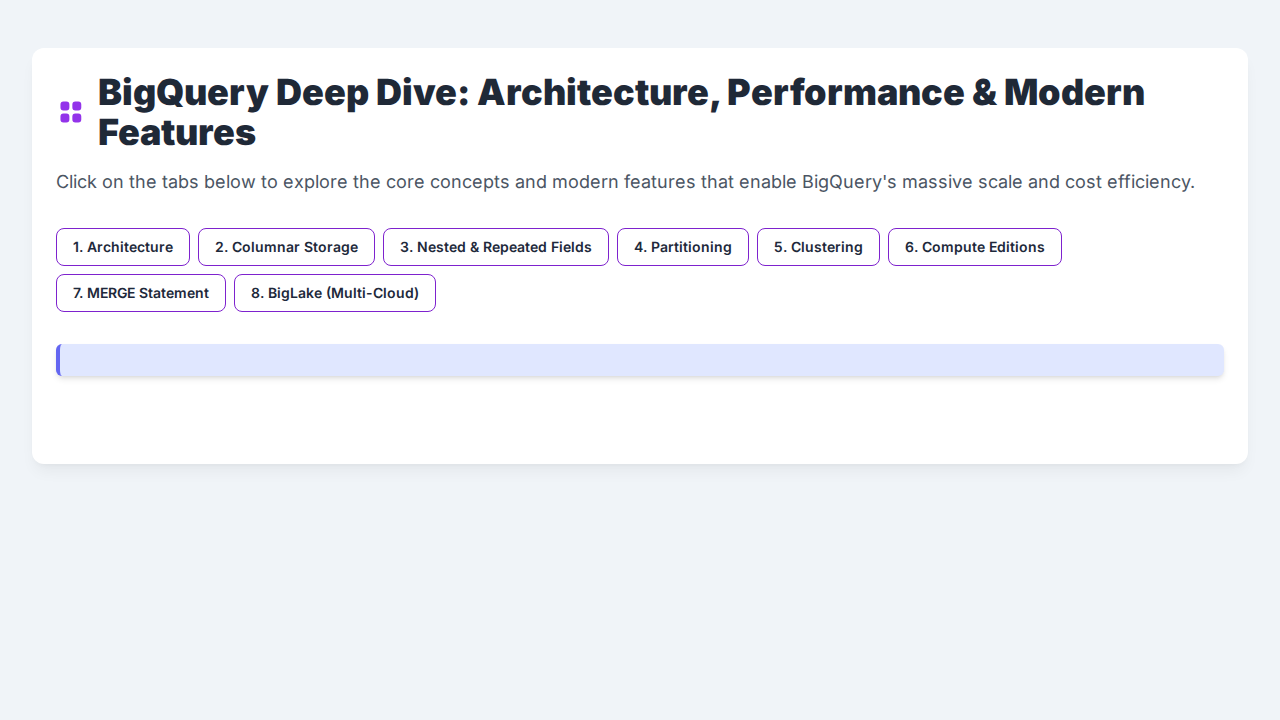 BigQuery Deep Dive: Architecture, Performance & Modern
Features
Click on the tabs below to explore the core concepts and modern features that enable BigQuery's massive scale and cost efficiency.
1. Architecture
2. Columnar Storage
3. Nested & Repeated Fields
4. Partitioning
5. Clustering
6. Compute Editions
7. MERGE Statement
8. BigLake (Multi-Cloud)